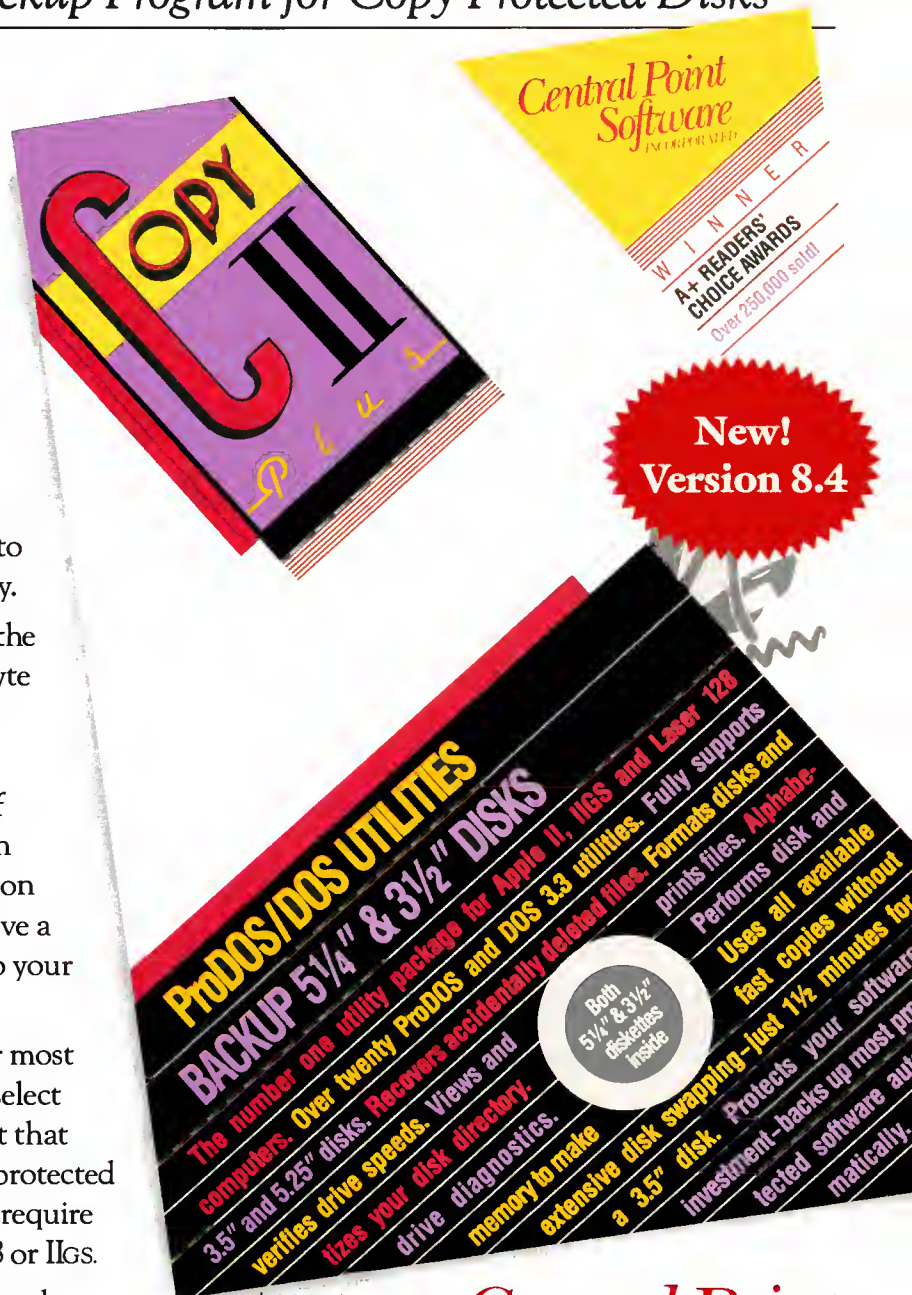 ckup Program for Copy Protected Disks
Central Point
Software
INCORPORATED
WINNER
A+ READERS'
CHOICE AWARDS
Over 250,000 sold!
COPY
II
Plus
New!
Version 8.4
to
y.
the
yte
f
n
on
ve a
o your
r most
select
t that
protected
require
8 or IIGS.
ProDOS/DOS UTILITIES
BACKUP 5¼" & 3½" DISKS
The number one utility package for Apple II, IIGS and Laser 128
computers. Over twenty ProDOS and DOS 3.3 utilities. Fully supports
3.5" and 5.25" disks. Recovers accidentally deleted files. Formats disks and
verifies drive speeds. Views and prints files. Alphabe-
tizes your disk directory. Performs disk and
drive diagnostics. Uses all available
memory to make fast copies without
extensive disk swapping–just 1½ minutes for
a 3.5" disk. Protects your software
investment–backs up most pro
tected software aut
matically.
Both
5¼" & 3½"
diskettes
inside
Central Point